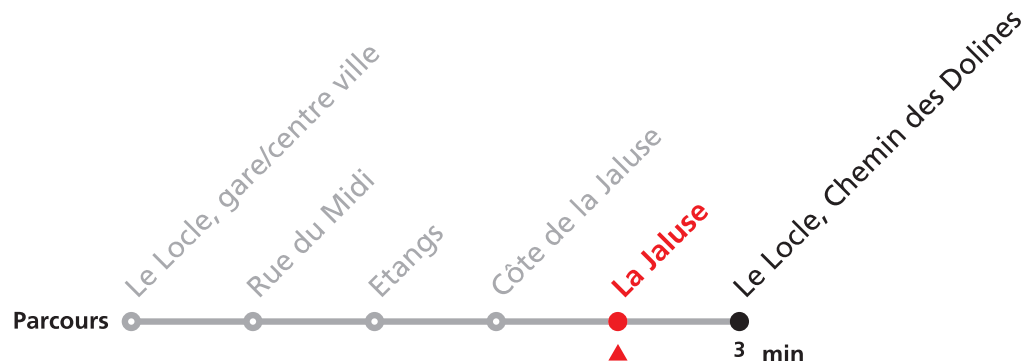 Le Locle, gare/centre ville
Rue du Midi
Etangs
Côte de la Jaluse
La Jaluse
Le Locle, Chemin des Dolines
Parcours
3 min